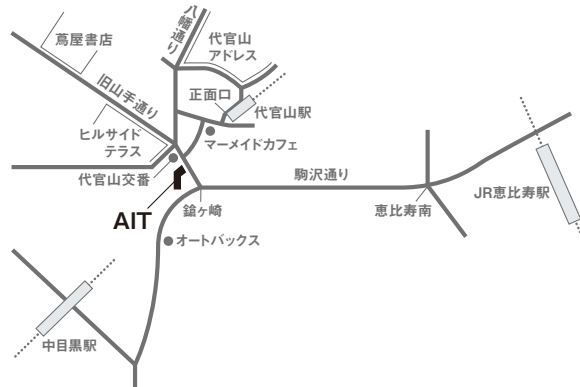 蔦屋書店
八幡通り
代官山
アドレス
旧山手通り
正面口
代官山駅
ヒルサイド
テラス
マーメイドカフェ
代官山交番
駒沢通り
AIT
鎗ヶ崎
恵比寿南
JR恵比寿駅
オートバックス
中目黒駅